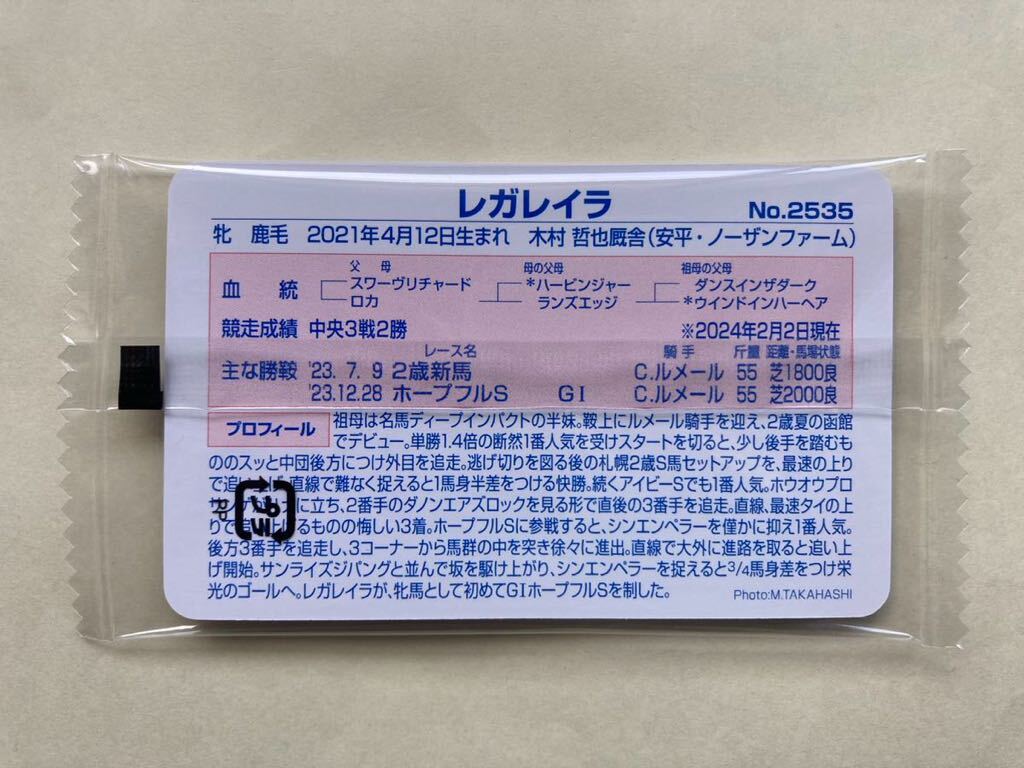 レガレイラ No.2535
牝 鹿毛 2021年4月12日生まれ 木村 哲也厩舎(安平・ノーザンファーム)
父 母 母の父母 祖母の父母
血統 スワーヴリチャード *ハービンジャー ダンスインザダーク
ロカ ランズエッジ *ウインドインハーヘア
競走成績 中央3戦2勝 ※2024年2月2日現在
レース名 騎手 斤量 距離・馬場状態
主な勝鞍 '23. 7. 9 2歳新馬 C.ルメール 55 芝1800良
'23.12.28 ホープフルS GI C.ルメール 55 芝2000良
プロフィール 祖母は名馬ディープインパクトの半妹。鞍上にルメール騎手を迎え、2歳夏の函館
でデビュー。単勝1.4倍の断然1番人気を受けスタートを切ると、少し後手を踏むも
ののスッと中団後方につけ外目を追走。逃げ切りを図る後の札幌2歳S馬セットアップを、最速の上り
で追い 直線で難なく捉えると1馬身半差をつける快勝。続くアイビーSでも1番人気。ホウオウプロ
に立ち、2番手のダノンエアズロックを見る形で直後の3番手を追走。直線、最速タイの上り
で追い上げるものの悔しい3着。ホープフルSに参戦すると、シンエンペラーを僅かに抑え1番人気。
後方3番手を追走し、3コーナーから馬群の中を突き徐々に進出。直線で大外に進路を取ると追い上
げ開始。サンライズジパングと並んで坂を駆け上がり、シンエンペラーを捉えると3/4馬身差をつけ栄
光のゴールへ。レガレイラが、牝馬として初めてGIホープフルSを制した。 Photo:M.TAKAHASHI
プラ
PP